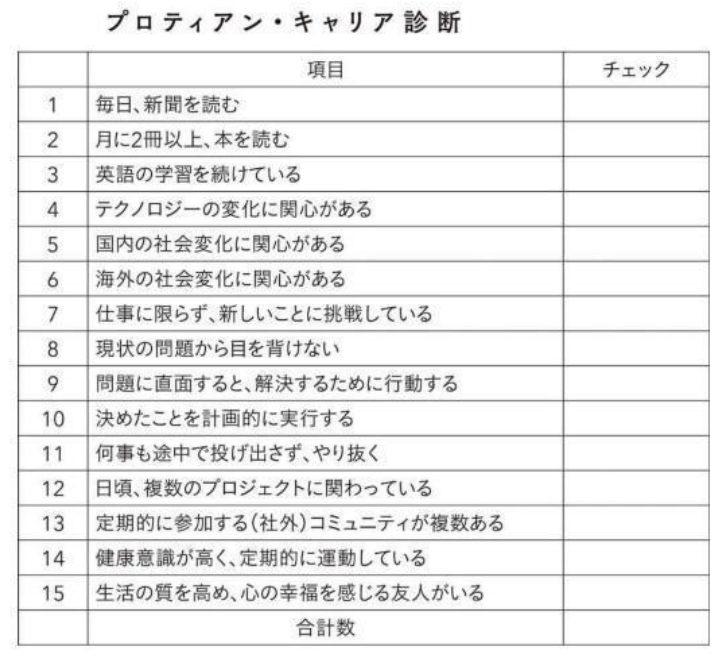 プロティアン・キャリア診断
項目 チェック
1 毎日、新聞を読む
2 月に2冊以上、本を読む
3 英語の学習を続けている
4 テクノロジーの変化に関心がある
5 国内の社会変化に関心がある
6 海外の社会変化に関心がある
7 仕事に限らず、新しいことに挑戦している
8 現状の問題から目を背けない
9 問題に直面すると、解決するために行動する
10 決めたことを計画的に実行する
11 何事も途中で投げ出さず、やり抜く
12 日頃、複数のプロジェクトに関わっている
13 定期的に参加する（社外）コミュニティが複数ある
14 健康意識が高く、定期的に運動している
15 生活の質を高め、心の幸福を感じる友人がいる
合計数